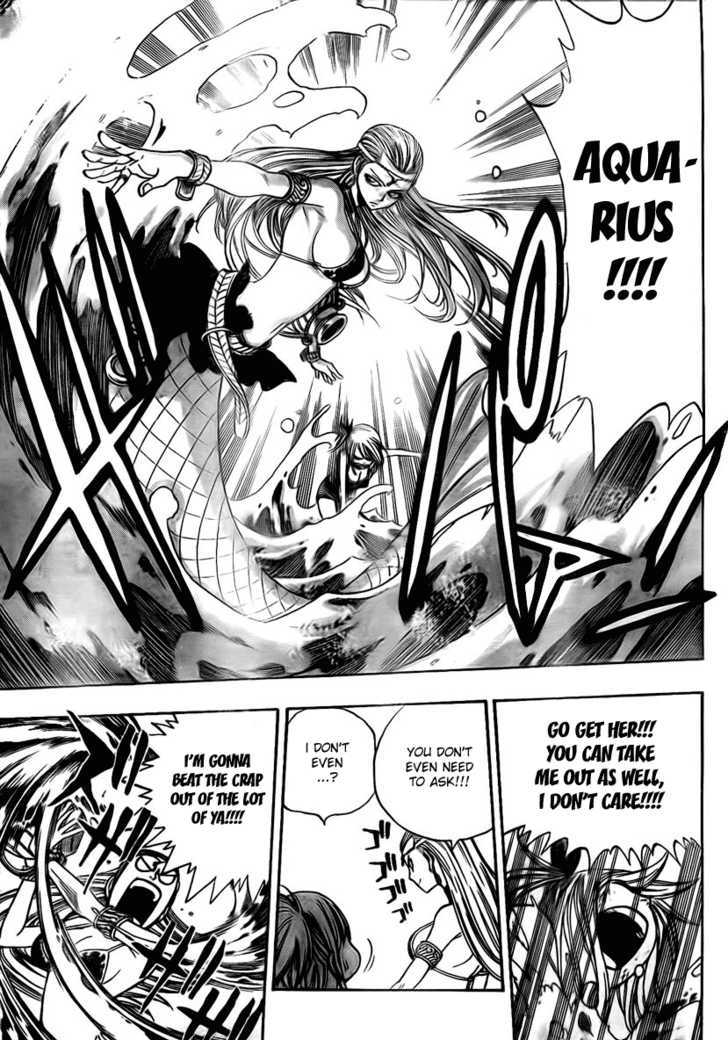 AQUA-
RIUS
!!!!
GO GET HER!!!
YOU CAN TAKE
ME OUT AS WELL,
I DON'T CARE!!!!
YOU DON'T
EVEN NEED
TO ASK!!!
I DON'T
EVEN
...?
I'M GONNA
BEAT THE CRAP
OUT OF THE LOT
OF YA!!!!